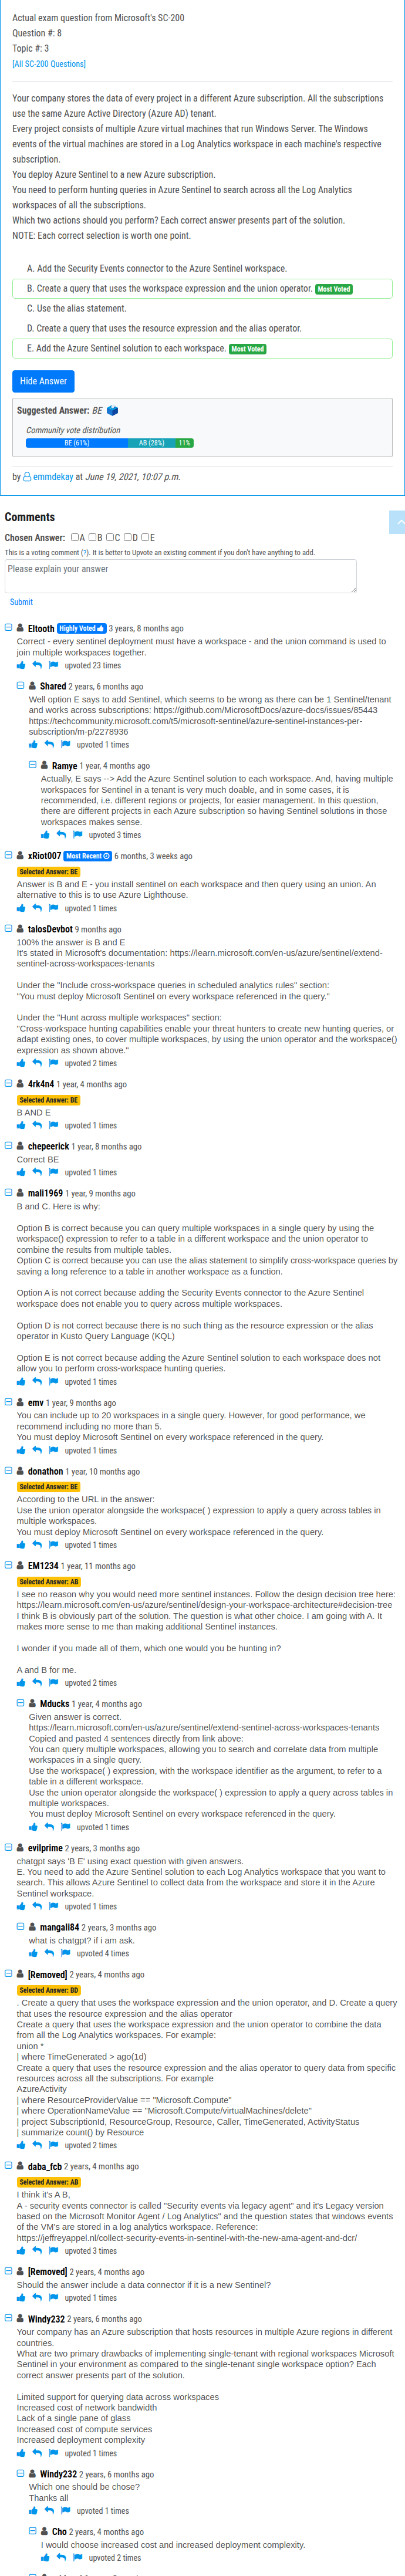 Actual exam question from Microsoft's SC-200
Question #: 8
Topic #: 3
[All SC-200 Questions]
Your company stores the data of every project in a different Azure subscription. All the subscriptions
use the same Azure Active Directory (Azure AD) tenant.
Every project consists of multiple Azure virtual machines that run Windows Server. The Windows
events of the virtual machines are stored in a Log Analytics workspace in each machine's respective
subscription.
You deploy Azure Sentinel to a new Azure subscription.
You need to perform hunting queries in Azure Sentinel to search across all the Log Analytics
workspaces of all the subscriptions.
Which two actions should you perform? Each correct answer presents part of the solution.
NOTE: Each correct selection is worth one point.
A. Add the Security Events connector to the Azure Sentinel workspace.
B. Create a query that uses the workspace expression and the union operator. Most Voted
C. Use the alias statement.
D. Create a query that uses the resource expression and the alias operator.
E. Add the Azure Sentinel solution to each workspace. Most Voted
Hide Answer
Suggested Answer: BE
Community vote distribution
BE (61%) AB (28%) 11%
by emmdekay at June 19, 2021, 10:07 p.m.
Comments
Chosen Answer: A B C D E
This is a voting comment (?). It is better to Upvote an existing comment if you don't have anything to add.
Please explain your answer
Submit
Eltooth Highly Voted 3 years, 8 months ago
Correct - every sentinel deployment must have a workspace - and the union command is used to
join multiple workspaces together.
upvoted 23 times
Shared 2 years, 6 months ago
Well option E says to add Sentinel, which seems to be wrong as there can be 1 Sentinel/tenant
and works across subscriptions: https://github.com/MicrosoftDocs/azure-docs/issues/85443
https://techcommunity.microsoft.com/t5/microsoft-sentinel/azure-sentinel-instances-per-
subscription/m-p/2278936
upvoted 1 times
Ramye 1 year, 4 months ago
Actually, E says --> Add the Azure Sentinel solution to each workspace. And, having multiple
workspaces for Sentinel in a tenant is very much doable, and in some cases, it is
recommended, i.e. different regions or projects, for easier management. In this question,
there are different projects in each Azure subscription so having Sentinel solutions in those
workspaces makes sense.
upvoted 3 times
xRiot007 Most Recent 6 months, 3 weeks ago
Selected Answer: BE
Answer is B and E - you install sentinel on each workspace and then query using an union. An
alternative to this is to use Azure Lighthouse.
upvoted 1 times
talosDevbot 9 months ago
100% the answer is B and E
It's stated in Microsoft's documentation: https://learn.microsoft.com/en-us/azure/sentinel/extend-
sentinel-across-workspaces-tenants
Under the "Include cross-workspace queries in scheduled analytics rules" section:
"You must deploy Microsoft Sentinel on every workspace referenced in the query."
Under the "Hunt across multiple workspaces" section:
"Cross-workspace hunting capabilities enable your threat hunters to create new hunting queries, or
adapt existing ones, to cover multiple workspaces, by using the union operator and the workspace()
expression as shown above."
upvoted 2 times
4rk4n4 1 year, 4 months ago
Selected Answer: BE
B AND E
upvoted 1 times
chepeerick 1 year, 8 months ago
Correct BE
upvoted 1 times
mali1969 1 year, 9 months ago
B and C. Here is why:
Option B is correct because you can query multiple workspaces in a single query by using the
workspace() expression to refer to a table in a different workspace and the union operator to
combine the results from multiple tables.
Option C is correct because you can use the alias statement to simplify cross-workspace queries by
saving a long reference to a table in another workspace as a function.
Option A is not correct because adding the Security Events connector to the Azure Sentinel
workspace does not enable you to query across multiple workspaces.
Option D is not correct because there is no such thing as the resource expression or the alias
operator in Kusto Query Language (KQL)
Option E is not correct because adding the Azure Sentinel solution to each workspace does not
allow you to perform cross-workspace hunting queries.
upvoted 1 times
emv 1 year, 9 months ago
You can include up to 20 workspaces in a single query. However, for good performance, we
recommend including no more than 5.
You must deploy Microsoft Sentinel on every workspace referenced in the query.
upvoted 1 times
donathon 1 year, 10 months ago
Selected Answer: BE
According to the URL in the answer:
Use the union operator alongside the workspace( ) expression to apply a query across tables in
multiple workspaces.
You must deploy Microsoft Sentinel on every workspace referenced in the query.
upvoted 1 times
EM1234 1 year, 11 months ago
Selected Answer: AB
I see no reason why you would need more sentinel instances. Follow the design decision tree here:
https://learn.microsoft.com/en-us/azure/sentinel/design-your-workspace-architecture#decision-tree
I think B is obviously part of the solution. The question is what other choice. I am going with A. It
makes more sense to me than making additional Sentinel instances.
I wonder if you made all of them, which one would you be hunting in?
A and B for me.
upvoted 2 times
Mducks 1 year, 4 months ago
Given answer is correct.
https://learn.microsoft.com/en-us/azure/sentinel/extend-sentinel-across-workspaces-tenants
Copied and pasted 4 sentences directly from link above:
You can query multiple workspaces, allowing you to search and correlate data from multiple
workspaces in a single query.
Use the workspace( ) expression, with the workspace identifier as the argument, to refer to a
table in a different workspace.
Use the union operator alongside the workspace( ) expression to apply a query across tables in
multiple workspaces.
You must deploy Microsoft Sentinel on every workspace referenced in the query.
upvoted 1 times
evilprime 2 years, 3 months ago
chatgpt says 'B E' using exact question with given answers.
E. You need to add the Azure Sentinel solution to each Log Analytics workspace that you want to
search. This allows Azure Sentinel to collect data from the workspace and store it in the Azure
Sentinel workspace.
upvoted 1 times
mangali84 2 years, 3 months ago
what is chatgpt? if i am ask.
upvoted 4 times
[Removed] 2 years, 4 months ago
Selected Answer: BD
. Create a query that uses the workspace expression and the union operator, and D. Create a query
that uses the resource expression and the alias operator
Create a query that uses the workspace expression and the union operator to combine the data
from all the Log Analytics workspaces. For example:
union *
| where TimeGenerated > ago(1d)
Create a query that uses the resource expression and the alias operator to query data from specific
resources across all the subscriptions. For example
AzureActivity
| where ResourceProviderValue == "Microsoft.Compute"
| where OperationNameValue == "Microsoft.Compute/virtualMachines/delete"
| project SubscriptionId, ResourceGroup, Resource, Caller, TimeGenerated, ActivityStatus
| summarize count() by Resource
upvoted 2 times
daba_fcb 2 years, 4 months ago
Selected Answer: AB
I think it's A B,
A - security events connector is called "Security events via legacy agent" and it's Legacy version
based on the Microsoft Monitor Agent / Log Analytics" and the question states that windows events
of the VM's are stored in a log analytics workspace. Reference:
https://jeffreyappel.nl/collect-security-events-in-sentinel-with-the-new-ama-agent-and-dcr/
upvoted 3 times
[Removed] 2 years, 4 months ago
Should the answer include a data connector if it is a new Sentinel?
upvoted 1 times
Windy232 2 years, 6 months ago
Your company has an Azure subscription that hosts resources in multiple Azure regions in different
countries.
What are two primary drawbacks of implementing single-tenant with regional workspaces Microsoft
Sentinel in your environment as compared to the single-tenant single workspace option? Each
correct answer presents part of the solution.
Limited support for querying data across workspaces
Increased cost of network bandwidth
Lack of a single pane of glass
Increased cost of compute services
Increased deployment complexity
upvoted 1 times
Windy232 2 years, 6 months ago
Which one should be chose?
Thanks all
upvoted 1 times
Cho 2 years, 4 months ago
I would choose increased cost and increased deployment complexity.
upvoted 2 times